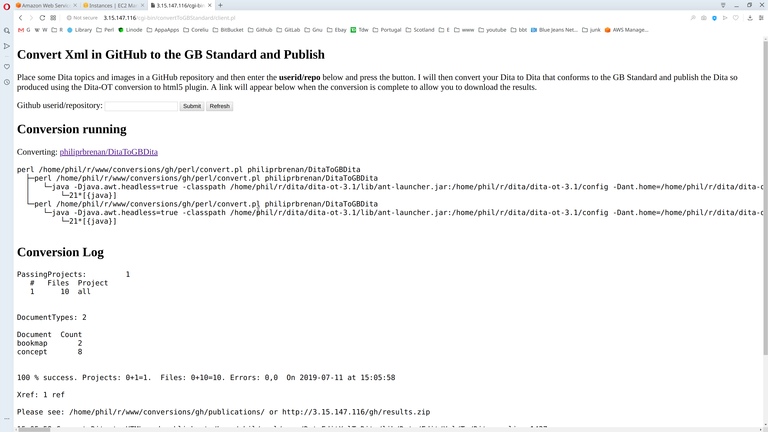 Amazon Web Servi
Instances | EC2 Man
3.15.147.116/cgi-bi
Not secure 3.15.147.116/cgi-bin/convertToGBStandard/client.pl
G W R Library Perl Linode AppaApps Coreliu BitBucket Github GitLab Gnu Ebay Tdw Portugal Scotland E www youtube bbt Blue Jeans Net... junk AWS Manage...
Convert Xml in GitHub to the GB Standard and Publish
Place some Dita topics and images in a GitHub repository and then enter the userid/repo below and press the button. I will then convert your Dita to Dita that conforms to the GB Standard and publish the Dita so
produced using the Dita-OT conversion to html5 plugin. A link will appear below when the conversion is complete to allow you to download the results.
Github userid/repository: Submit Refresh
Conversion running
Converting: philiprbrenan/DitaToGBDita
perl /home/phil/r/www/conversions/gh/perl/convert.pl philiprbrenan/DitaToGBDita
├─perl /home/phil/r/www/conversions/gh/perl/convert.pl philiprbrenan/DitaToGBDita
└─java -Djava.awt.headless=true -classpath /home/phil/r/dita/dita-ot-3.1/lib/ant-launcher.jar:/home/phil/r/dita/dita-ot-3.1/config -Dant.home=/home/phil/r/dita/dita-o
└─21*[{java}]
└─perl /home/phil/r/www/conversions/gh/perl/convert.pl philiprbrenan/DitaToGBDita
└─java -Djava.awt.headless=true -classpath /home/phil/r/dita/dita-ot-3.1/lib/ant-launcher.jar:/home/phil/r/dita/dita-ot-3.1/config -Dant.home=/home/phil/r/dita/dita-o
└─21*[{java}]
Conversion Log
PassingProjects: 1
# Files Project
1 10 all
DocumentTypes: 2
Document Count
bookmap 2
concept 8
100 % success. Projects: 0+1=1. Files: 0+10=10. Errors: 0,0 On 2019-07-11 at 15:05:58
Xref: 1 ref
Please see: /home/phil/r/www/conversions/gh/publications/ or http://3.15.147.116/gh/results.zip